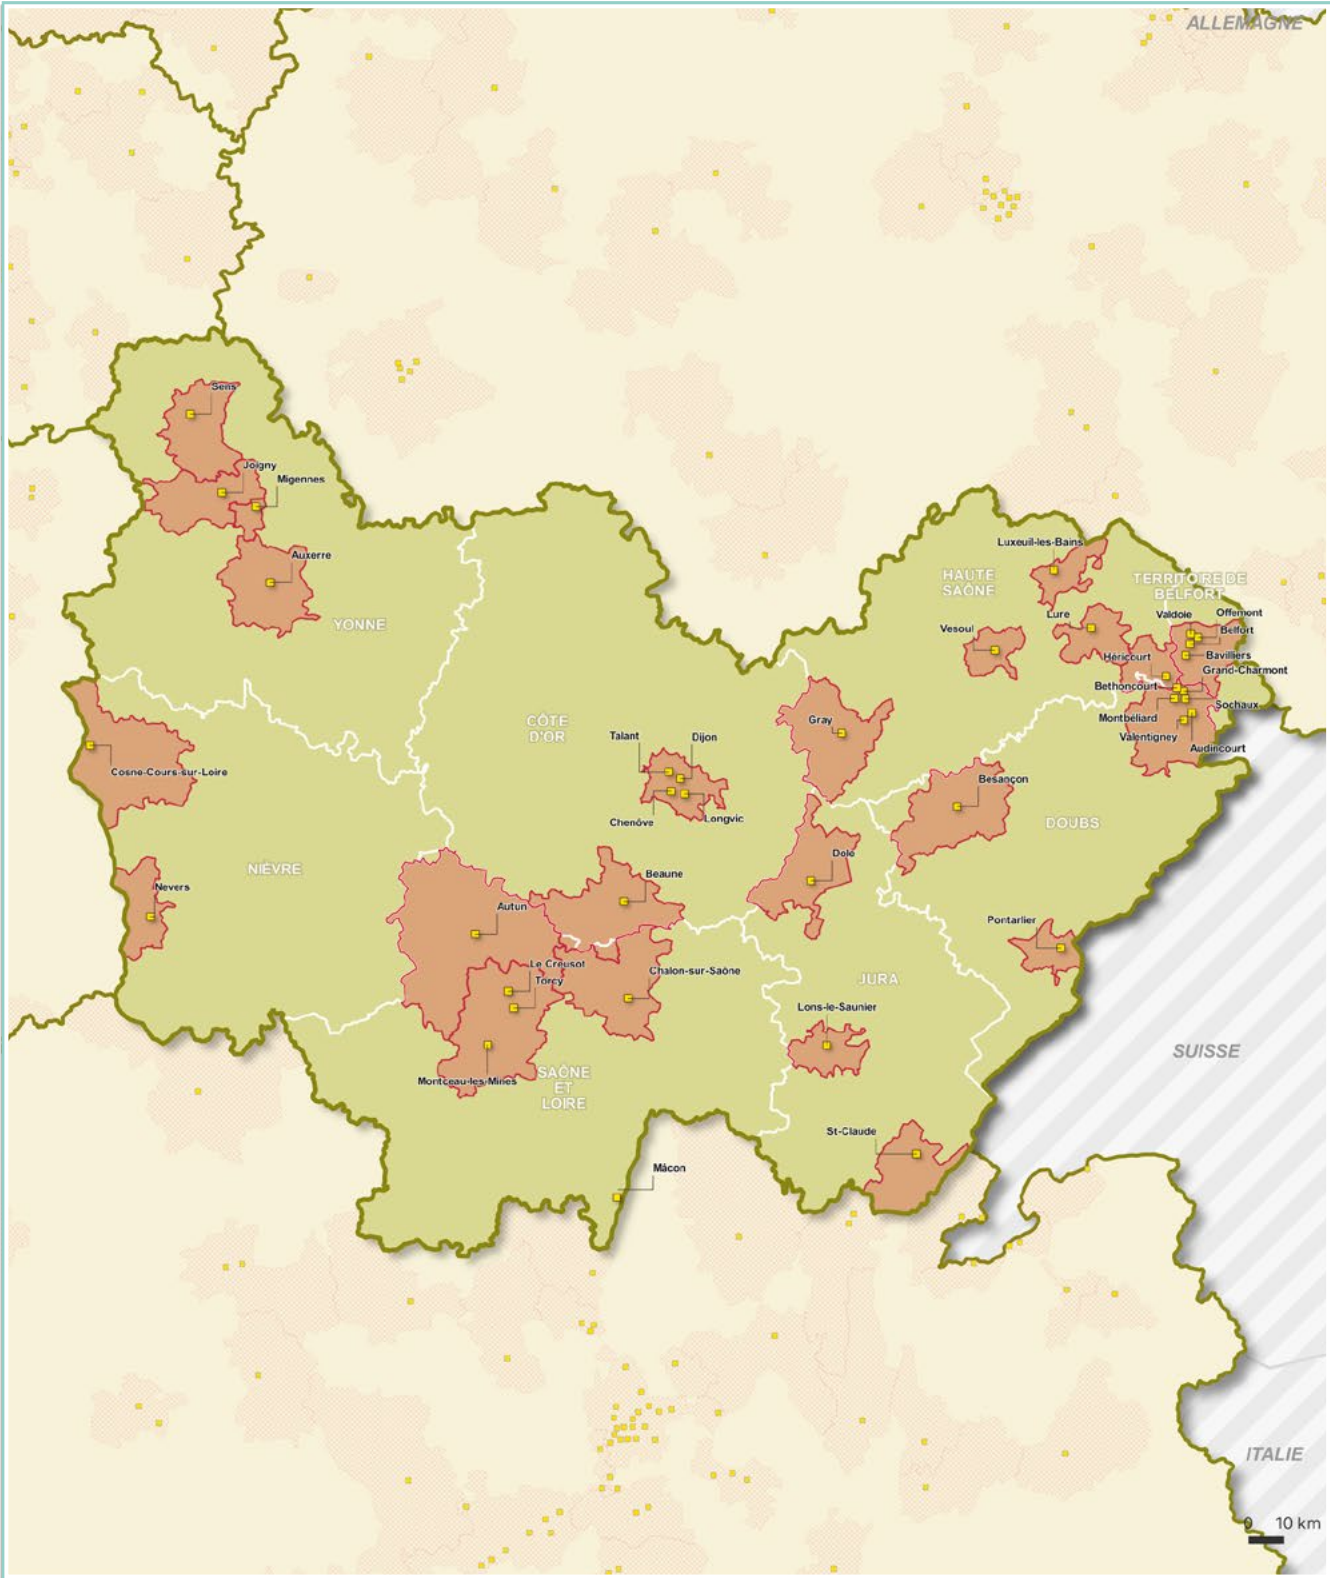 ALLEMAGNE
Sens
Joigny
Migennes
Auxerre
YONNE
Luxeuil-les-Bains
HAUTE
SAÔNE
TERRITOIRE DE
BELFORT
Valdoie
Offemont
Lure
Belfort
Vesoul
Bavilliers
Héricourt
Grand-Charmont
Bethoncourt
Sochaux
Montbéliard
Valentigney
Audincourt
CÔTE
D'OR
Gray
Talant
Dijon
Cosne-Cours-sur-Loire
Besançon
Chenôve
Longvic
DOUBS
Dole
NIÈVRE
Beaune
Nevers
Autun
Pontarlier
Le Creusot
Chalon-sur-Saône
Torcy
JURA
Lons-le-Saunier
SUISSE
Montceau-les-Mines
SAÔNE
ET
LOIRE
St-Claude
Mâcon
ITALIE
0 10 km